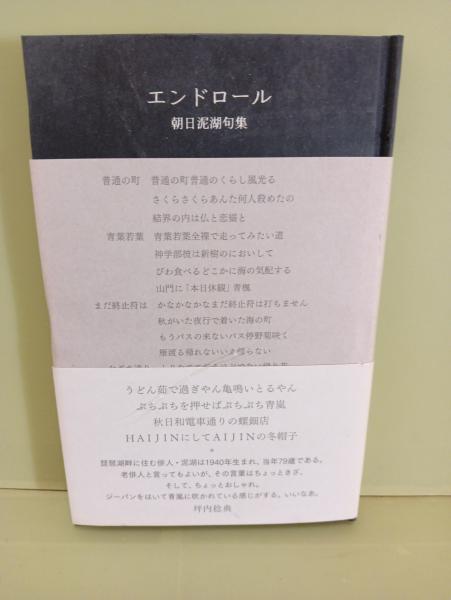 エンドロール
朝日泥湖句集
普通の町 普通の町普通のくらし風光る
さくらさくらあんた何人殺めたの
結界の内は仏と恋猫と
青葉若葉 青葉若葉全裸で走ってみたい道
神学部彼は新樹のにおいして
びわ食べるどこかに海の気配する
山門に「本日休観」青楓
まだ終止符は かなかなかなまだ終止符は打ちません
秋がいた夜行で着いた海の町
もうバスの来ないバス停野菊咲く
雁渡る帰れないいや帰らない
うどん茹で過ぎやん亀鳴いとるやん
ぷちぷちを押せばぷちぷち青嵐
秋日和電車通りの螺鈿店
HAIJINにしてAIJINの冬帽子
*
琵琶湖畔に住む俳人・泥湖は1940年生まれ、当年79歳である。
老俳人と言ってもよいが、その言葉はちょっときざ。
そして、ちょっとおしゃれ。
ジーパンをはいて青嵐に吹かれている感じがする。いいなあ。
坪内稔典